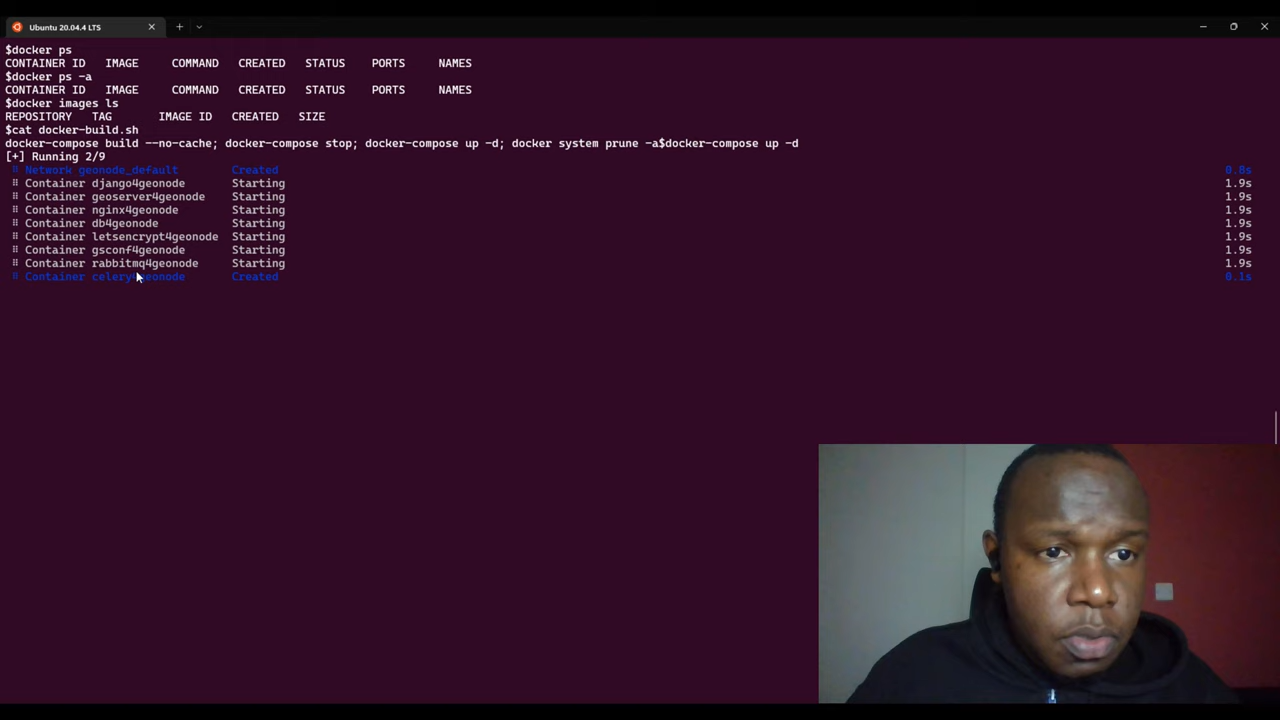 Ubuntu 20.04.4 LTS
$docker ps
CONTAINER ID IMAGE COMMAND CREATED STATUS PORTS NAMES
$docker ps -a
CONTAINER ID IMAGE COMMAND CREATED STATUS PORTS NAMES
$docker images ls
REPOSITORY TAG IMAGE ID CREATED SIZE
$cat docker-build.sh
docker-compose build --no-cache; docker-compose stop; docker-compose up -d; docker system prune -a$docker-compose up -d
[+] Running 2/9
Network geonode_default Created 0.8s
Container django4geonode Starting 1.9s
Container geoserver4geonode Starting 1.9s
Container nginx4geonode Starting 1.9s
Container db4geonode Starting 1.9s
Container letsencrypt4geonode Starting 1.9s
Container gsconf4geonode Starting 1.9s
Container rabbitmq4geonode Starting 1.9s
Container celery4geonode Created 0.1s